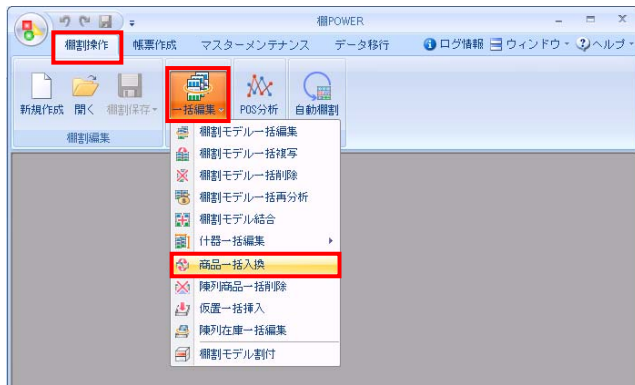 棚POWER
棚割操作 帳票作成 マスターメンテナンス データ移行 ログ情報 ウィンドウ ヘルプ
新規作成 開く 棚割保存 一括編集 POS分析 自動棚割
棚割編集
棚割モデル一括編集
棚割モデル一括複写
棚割モデル一括削除
棚割モデル一括再分析
棚割モデル結合
什器一括編集
商品一括入換
陳列商品一括削除
仮置一括挿入
陳列在庫一括編集
棚割モデル割付